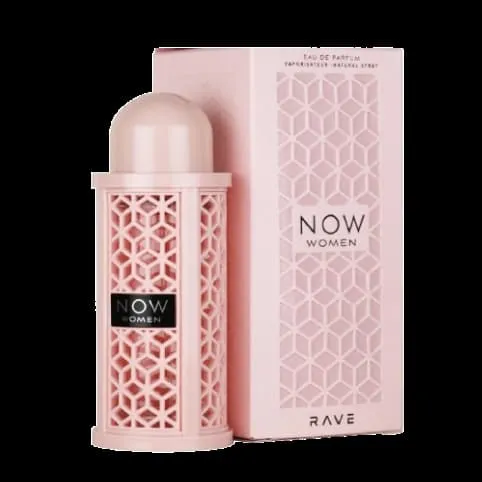 EAU DE PARFUM
VAPORISATEUR NATURAL SPRAY
NOW
WOMEN
RAVE
NOW
WOMEN